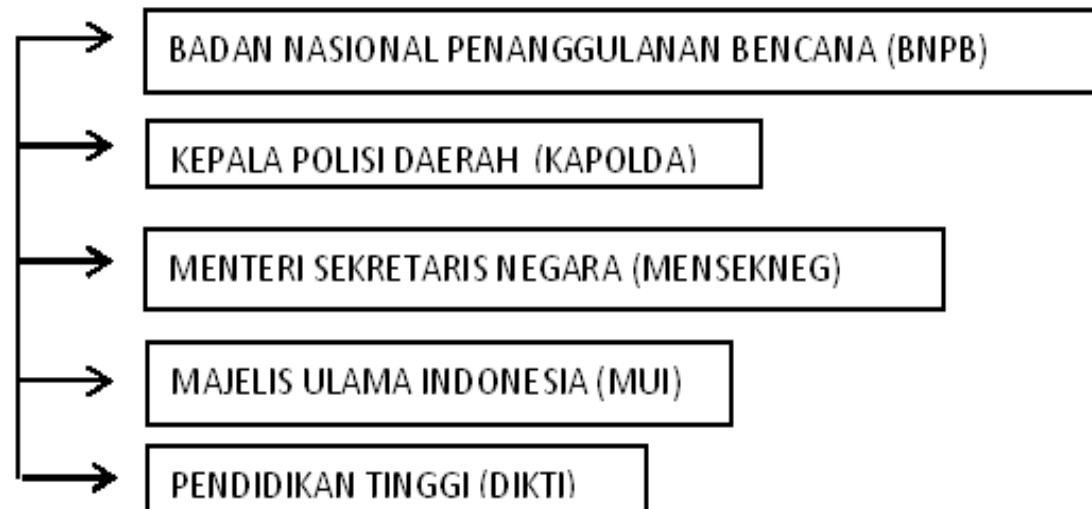 BADAN NASIONAL PENANGGULANAN BENCANA (BNPB)
KEPALA POLISI DAERAH (KAPOLDA)
MENTERI SEKRETARIS NEGARA (MENSEKNEG)
MAJELIS ULAMA INDONESIA (MUI)
PENDIDIKAN TINGGI (DIKTI)